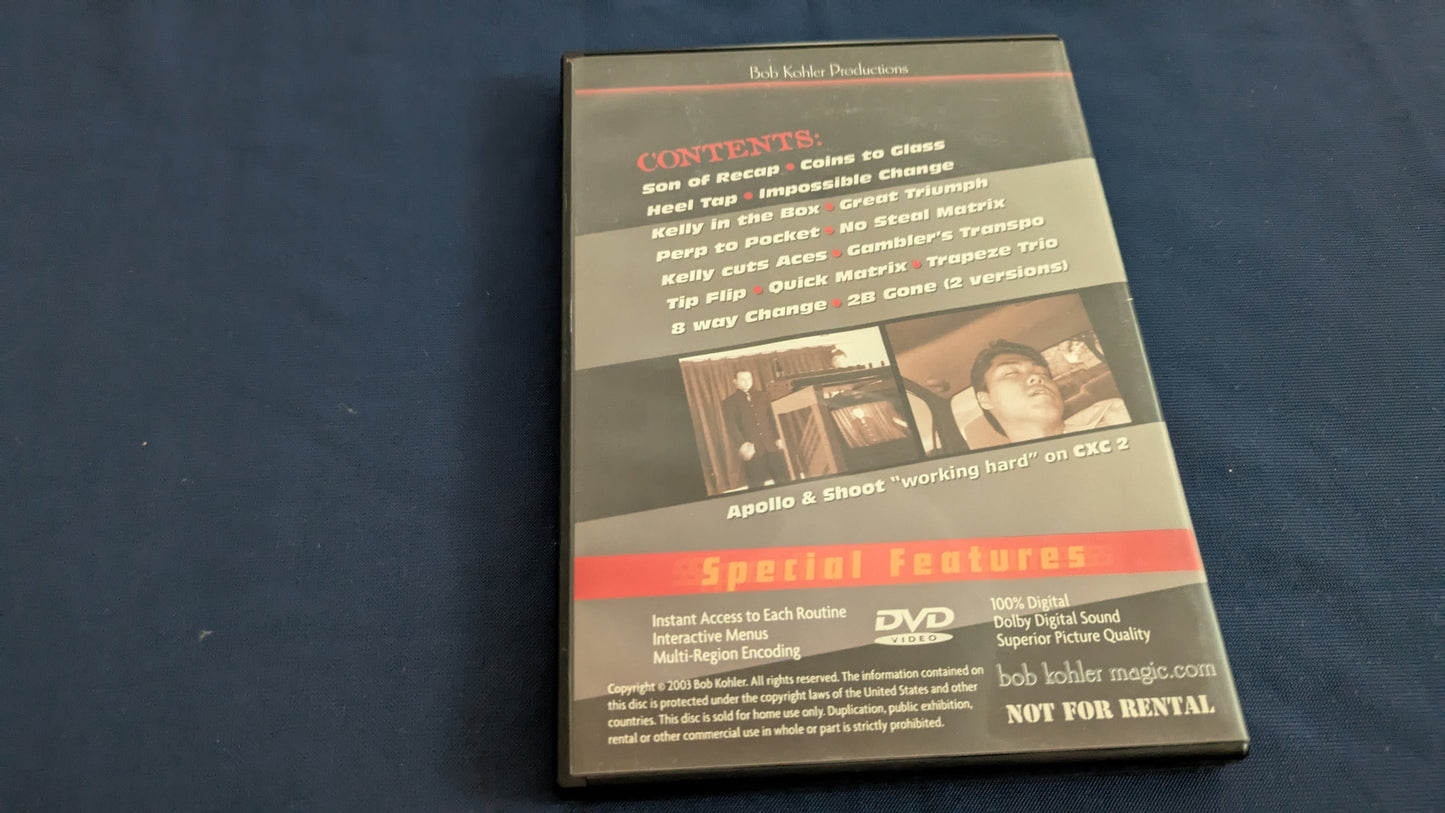 Bob Kohler Productions
CONTENTS:
Son of Recap • Coins to Glass
Heel Tap • Impossible Change
Kelly in the Box • Great Triumph
Perp to Pocket • No Steal Matrix
Kelly cuts Aces • Gambler's Transpo
Tip Flip • Quick Matrix • Trapeze Trio
8 way Change • 2B Gone (2 versions)
Apollo & Shoot "working hard" on CXC 2
Special Features
Instant Access to Each Routine
Interactive Menus
Multi-Region Encoding
DVD
VIDEO
100% Digital
Dolby Digital Sound
Superior Picture Quality
Copyright © 2003 Bob Kohler. All rights reserved. The information contained on
this disc is protected under the copyright laws of the United States and other
countries. This disc is sold for home use only. Duplication, public exhibition,
rental or other commercial use in whole or part is strictly prohibited.
bob kohler magic.com
NOT FOR RENTAL